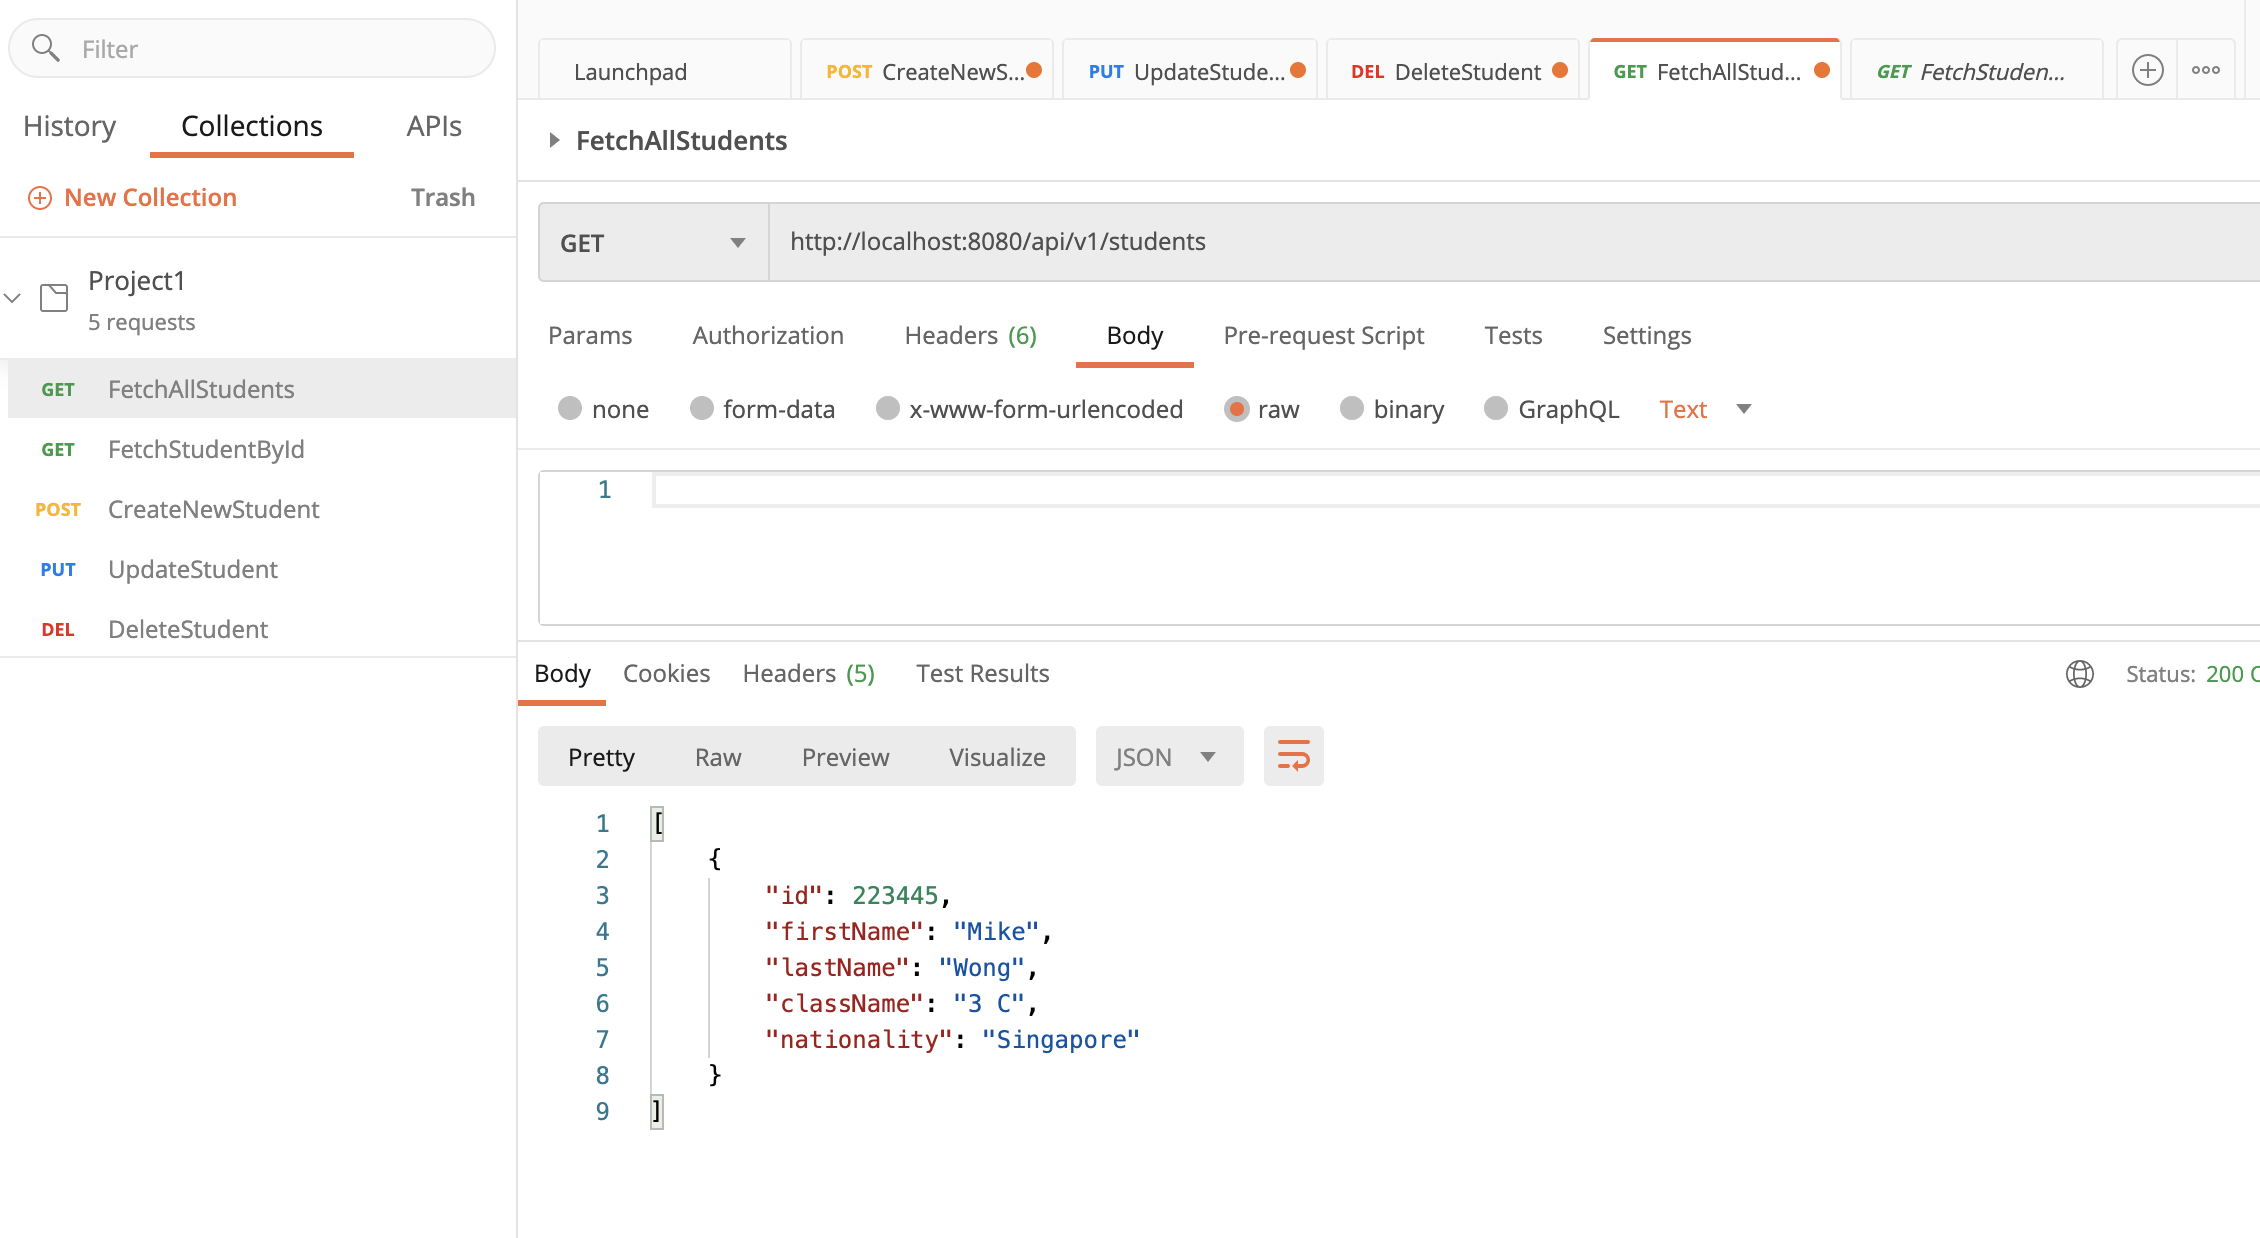 Filter
History Collections APIs
New Collection Trash
Project1
5 requests
GET FetchAllStudents
GET FetchStudentById
POST CreateNewStudent
PUT UpdateStudent
DEL DeleteStudent
Launchpad POST CreateNewS... PUT UpdateStude... DEL DeleteStudent GET FetchAllStud... GET FetchStuden...
FetchAllStudents
GET http://localhost:8080/api/v1/students
Params Authorization Headers (6) Body Pre-request Script Tests Settings
none form-data x-www-form-urlencoded raw binary GraphQL Text
1
Body Cookies Headers (5) Test Results Status: 200
Pretty Raw Preview Visualize JSON
1 [
2 {
3 "id": 223445,
4 "firstName": "Mike",
5 "lastName": "Wong",
6 "className": "3 C",
7 "nationality": "Singapore"
8 }
9 ]